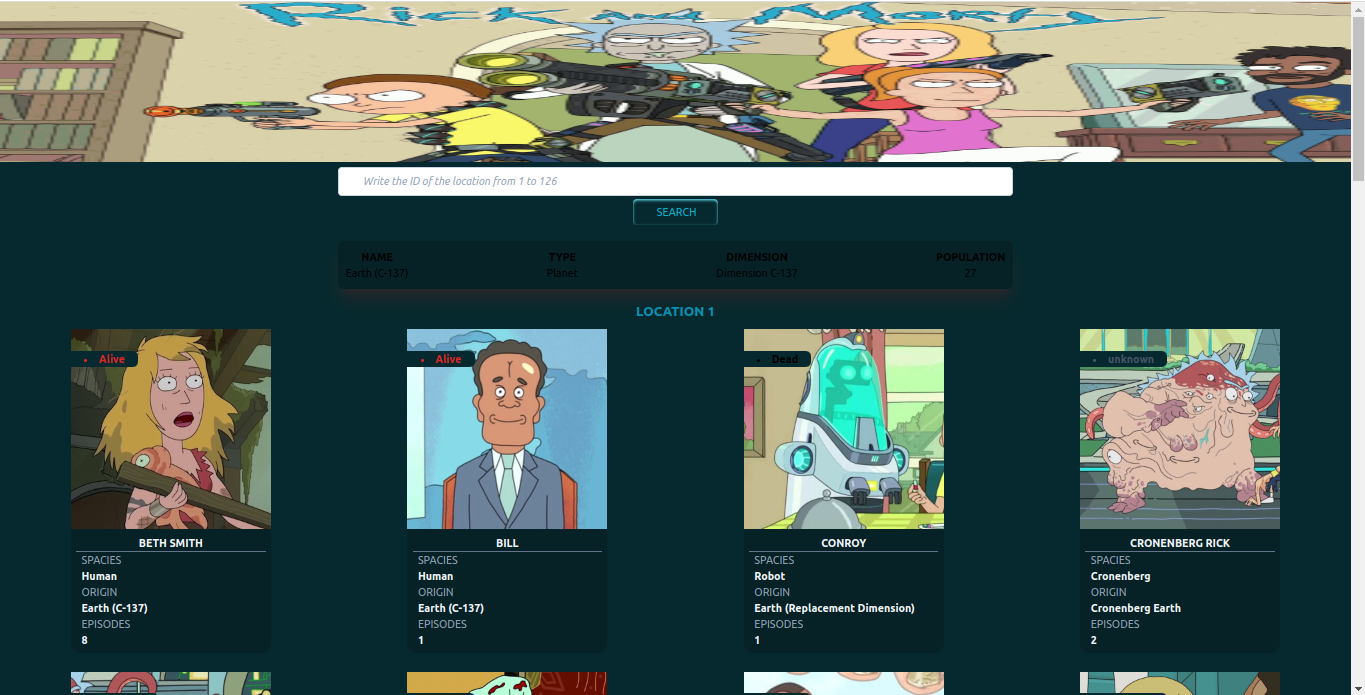 Rick and Morty
Write the ID of the location from 1 to 126
SEARCH
NAME TYPE DIMENSION POPULATION
Earth (C-137) Planet Dimension C-137 27
LOCATION 1
• Alive • Alive • Dead • unknown
BETH SMITH BILL CONROY CRONENBERG RICK
SPACIES SPACIES SPACIES SPACIES
Human Human Robot Cronenberg
ORIGIN ORIGIN ORIGIN ORIGIN
Earth (C-137) Earth (C-137) Earth (Replacement Dimension) Cronenberg Earth
EPISODES EPISODES EPISODES EPISODES
8 1 1 2